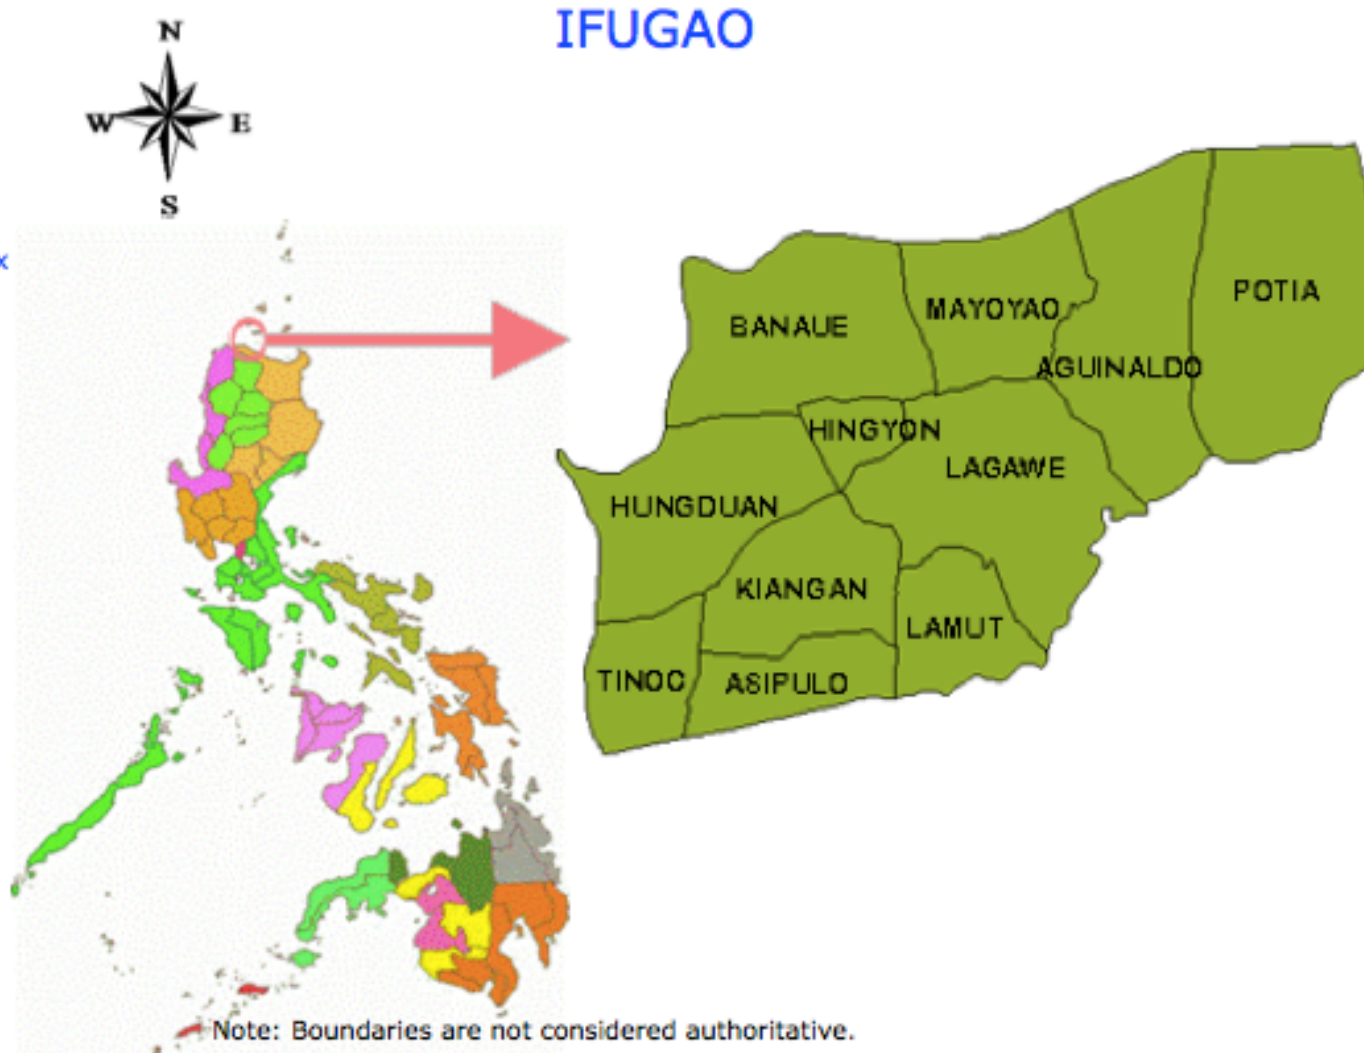 IFUGAO
N
W E
S
x
POTIA
MAYOYAO
BANAUE
AGUINALDO
HINGYON
LAGAWE
HUNGDUAN
KIANGAN
LAMUT
TINOC
ASIPULO
Note: Boundaries are not considered authoritative.